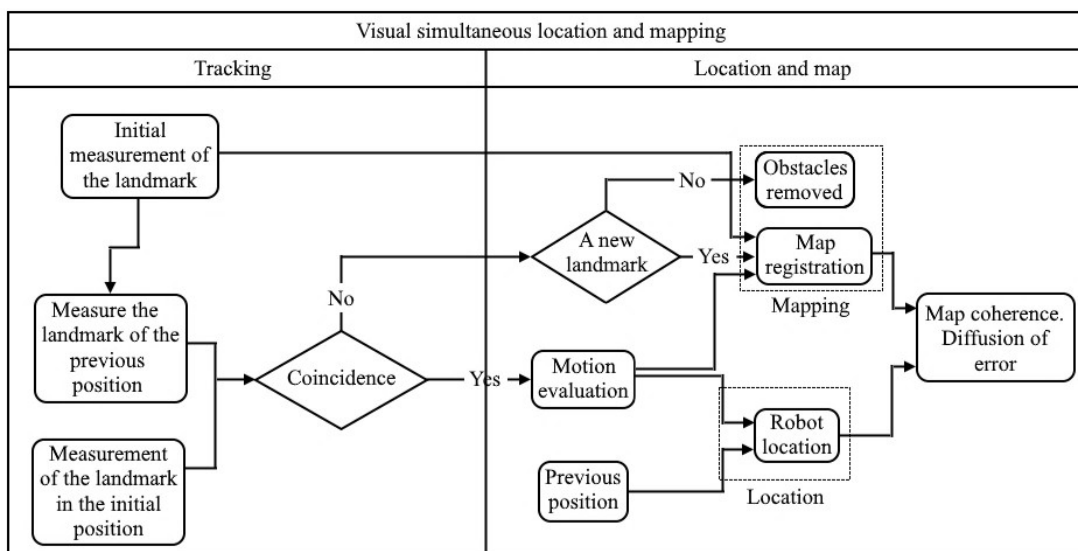 Visual simultaneous location and mapping
Tracking
Location and map
Initial
measurement of
the landmark
Measure the
landmark of the
previous
position
Measurement
of the landmark
in the initial
position
Coincidence
No
Yes
A new
landmark
No
Yes
Obstacles
removed
Map
registration
Mapping
Motion
evaluation
Previous
position
Robot
location
Location
Map coherence.
Diffusion of
error